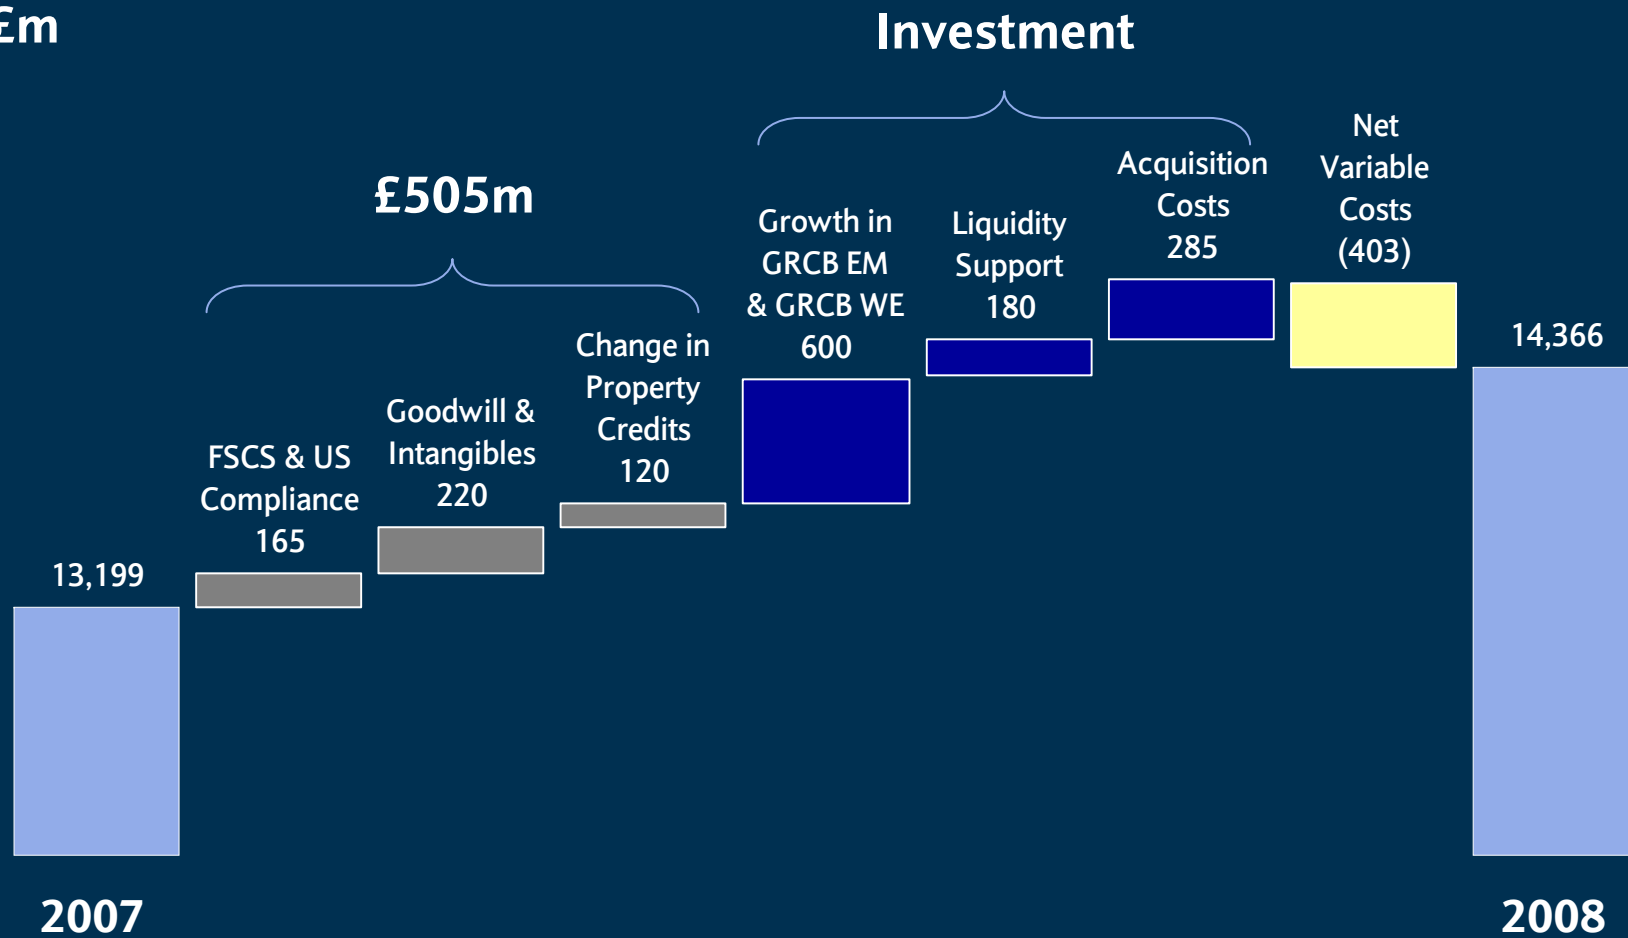 £m
Investment
£505m
13,199
FSCS & US
Compliance
165
Goodwill &
Intangibles
220
Change in
Property
Credits
120
Growth in
GRCB EM
& GRCB WE
600
Liquidity
Support
180
Acquisition
Costs
285
Net
Variable
Costs
(403)
14,366
2007
2008